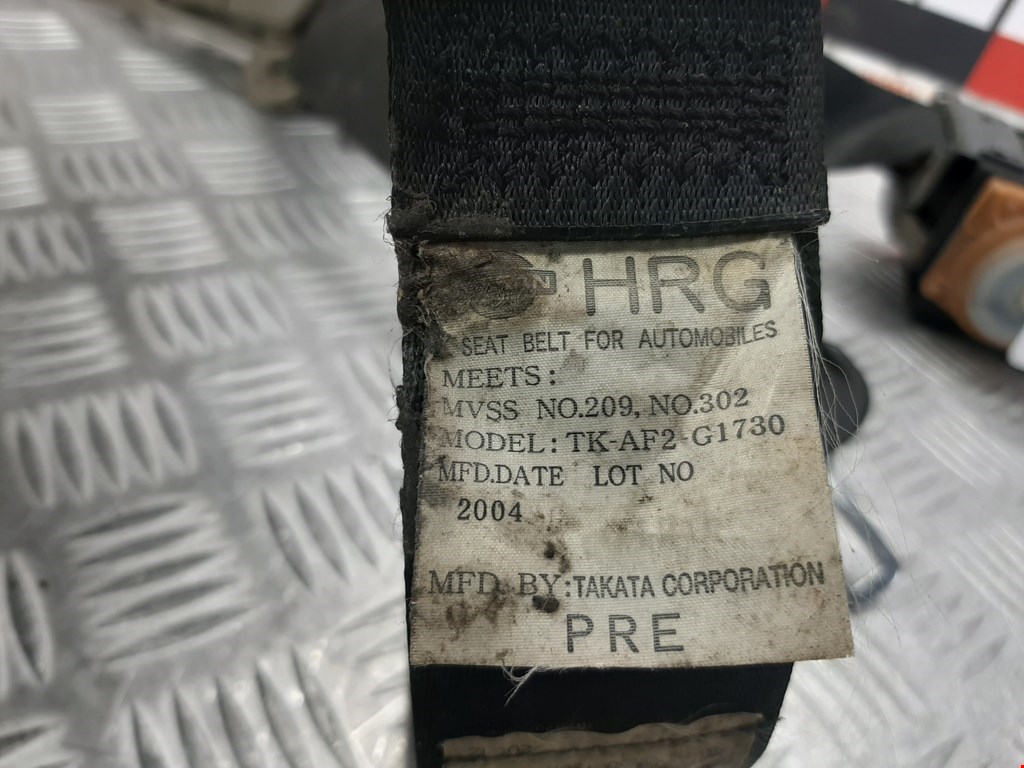 HRG
SEAT BELT FOR AUTOMOBILES
MEETS:
MVSS NO.209, NO.302
MODEL: TK-AF2-G1730
MFD.DATE LOT NO
2004
MFD. BY:TAKATA CORPORATION
PRE